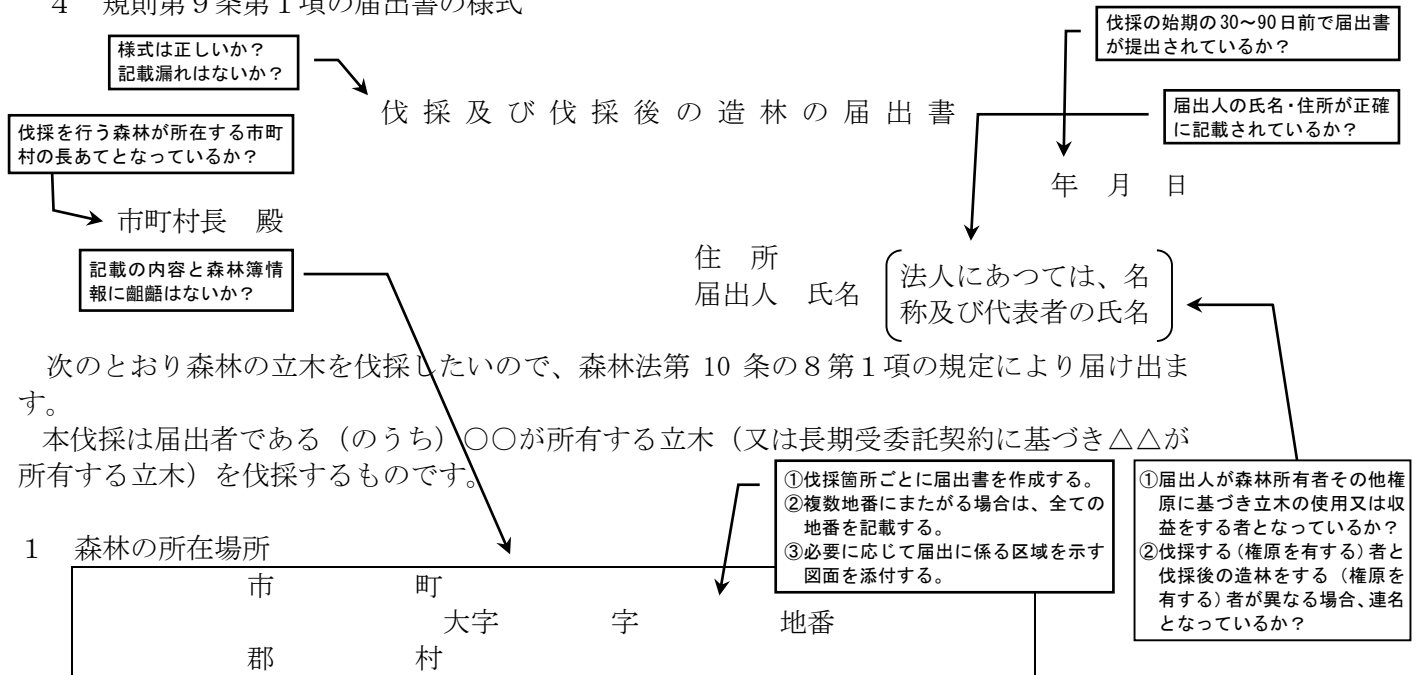 4　規則第９条第１項の届出書の様式
伐採の始期の30～90日前で届出書
が提出されているか？
様式は正しいか？
記載漏れはないか？
伐採及び伐採後の造林の届出書
届出人の氏名・住所が正確
に記載されているか？
伐採を行う森林が所在する市町
村の長あてとなっているか？
年　月　日
市町村長　殿
記載の内容と森林簿情
報に齟齬はないか？
住　所
届出人　氏名
法人にあつては、名
称及び代表者の氏名
次のとおり森林の立木を伐採したいので、森林法第 10 条の８第１項の規定により届け出ま
す。
本伐採は届出者である（のうち）○○が所有する立木（又は長期受委託契約に基づき△△が
所有する立木）を伐採するものです。
①伐採箇所ごとに届出書を作成する。
②複数地番にまたがる場合は、全ての
地番を記載する。
③必要に応じて届出に係る区域を示す
図面を添付する。
①届出人が森林所有者その他権
原に基づき立木の使用又は収
益をする者となっているか？
②伐採する（権原を有する）者と
伐採後の造林をする（権原を
有する）者が異なる場合、連名
となっているか？
1　森林の所在場所
市　町
大字　字　地番
郡　村